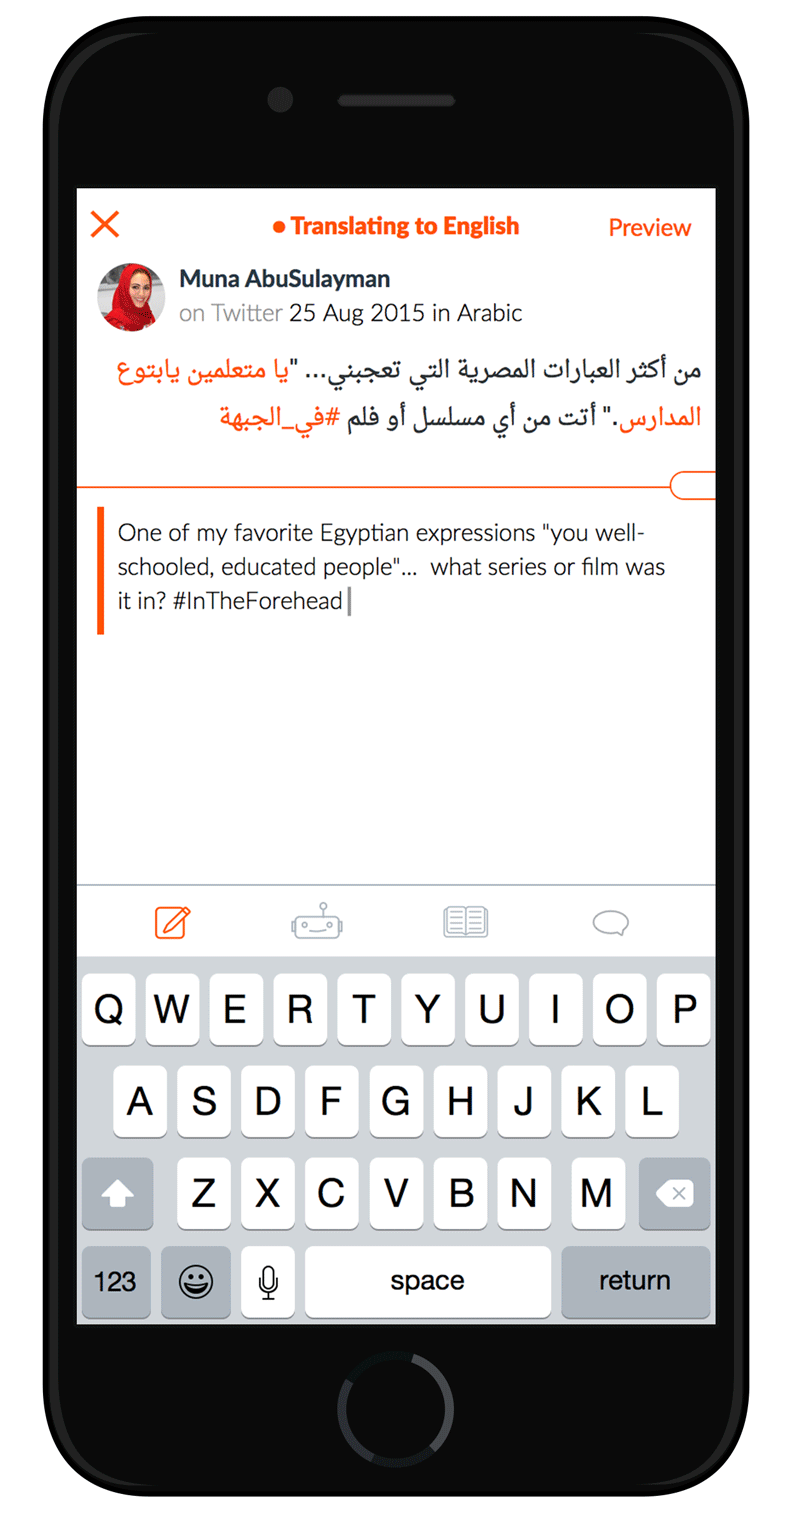 Translating to English
Preview
Muna AbuSulayman
on Twitter 25 Aug 2015 in Arabic
من أكثر العبارات المصرية التي تعجبني... "يا متعلمين يابتوع
المدارس." أتت من أي مسلسل أو فلم #في_الجبهة
One of my favorite Egyptian expressions "you well-
schooled, educated people"...  what series or film was
it in? #InTheForehead
Q W E R T Y U I O P
A S D F G H J K L
Z X C V B N M
123 space return